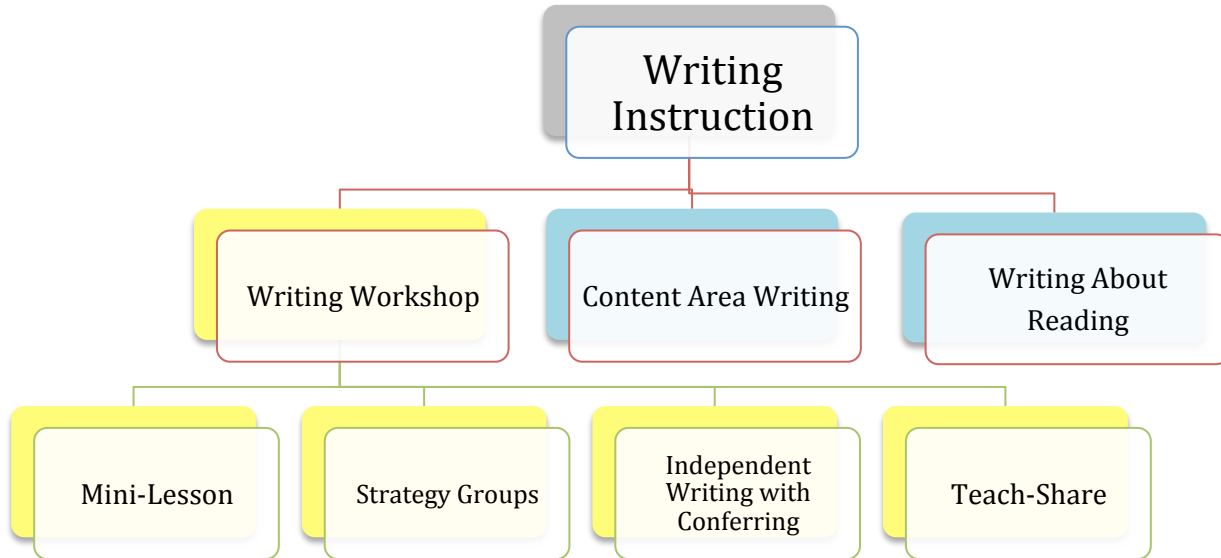 Writing
Instruction
Writing Workshop
Content Area Writing
Writing About
Reading
Mini-Lesson
Strategy Groups
Independent
Writing with
Conferring
Teach-Share